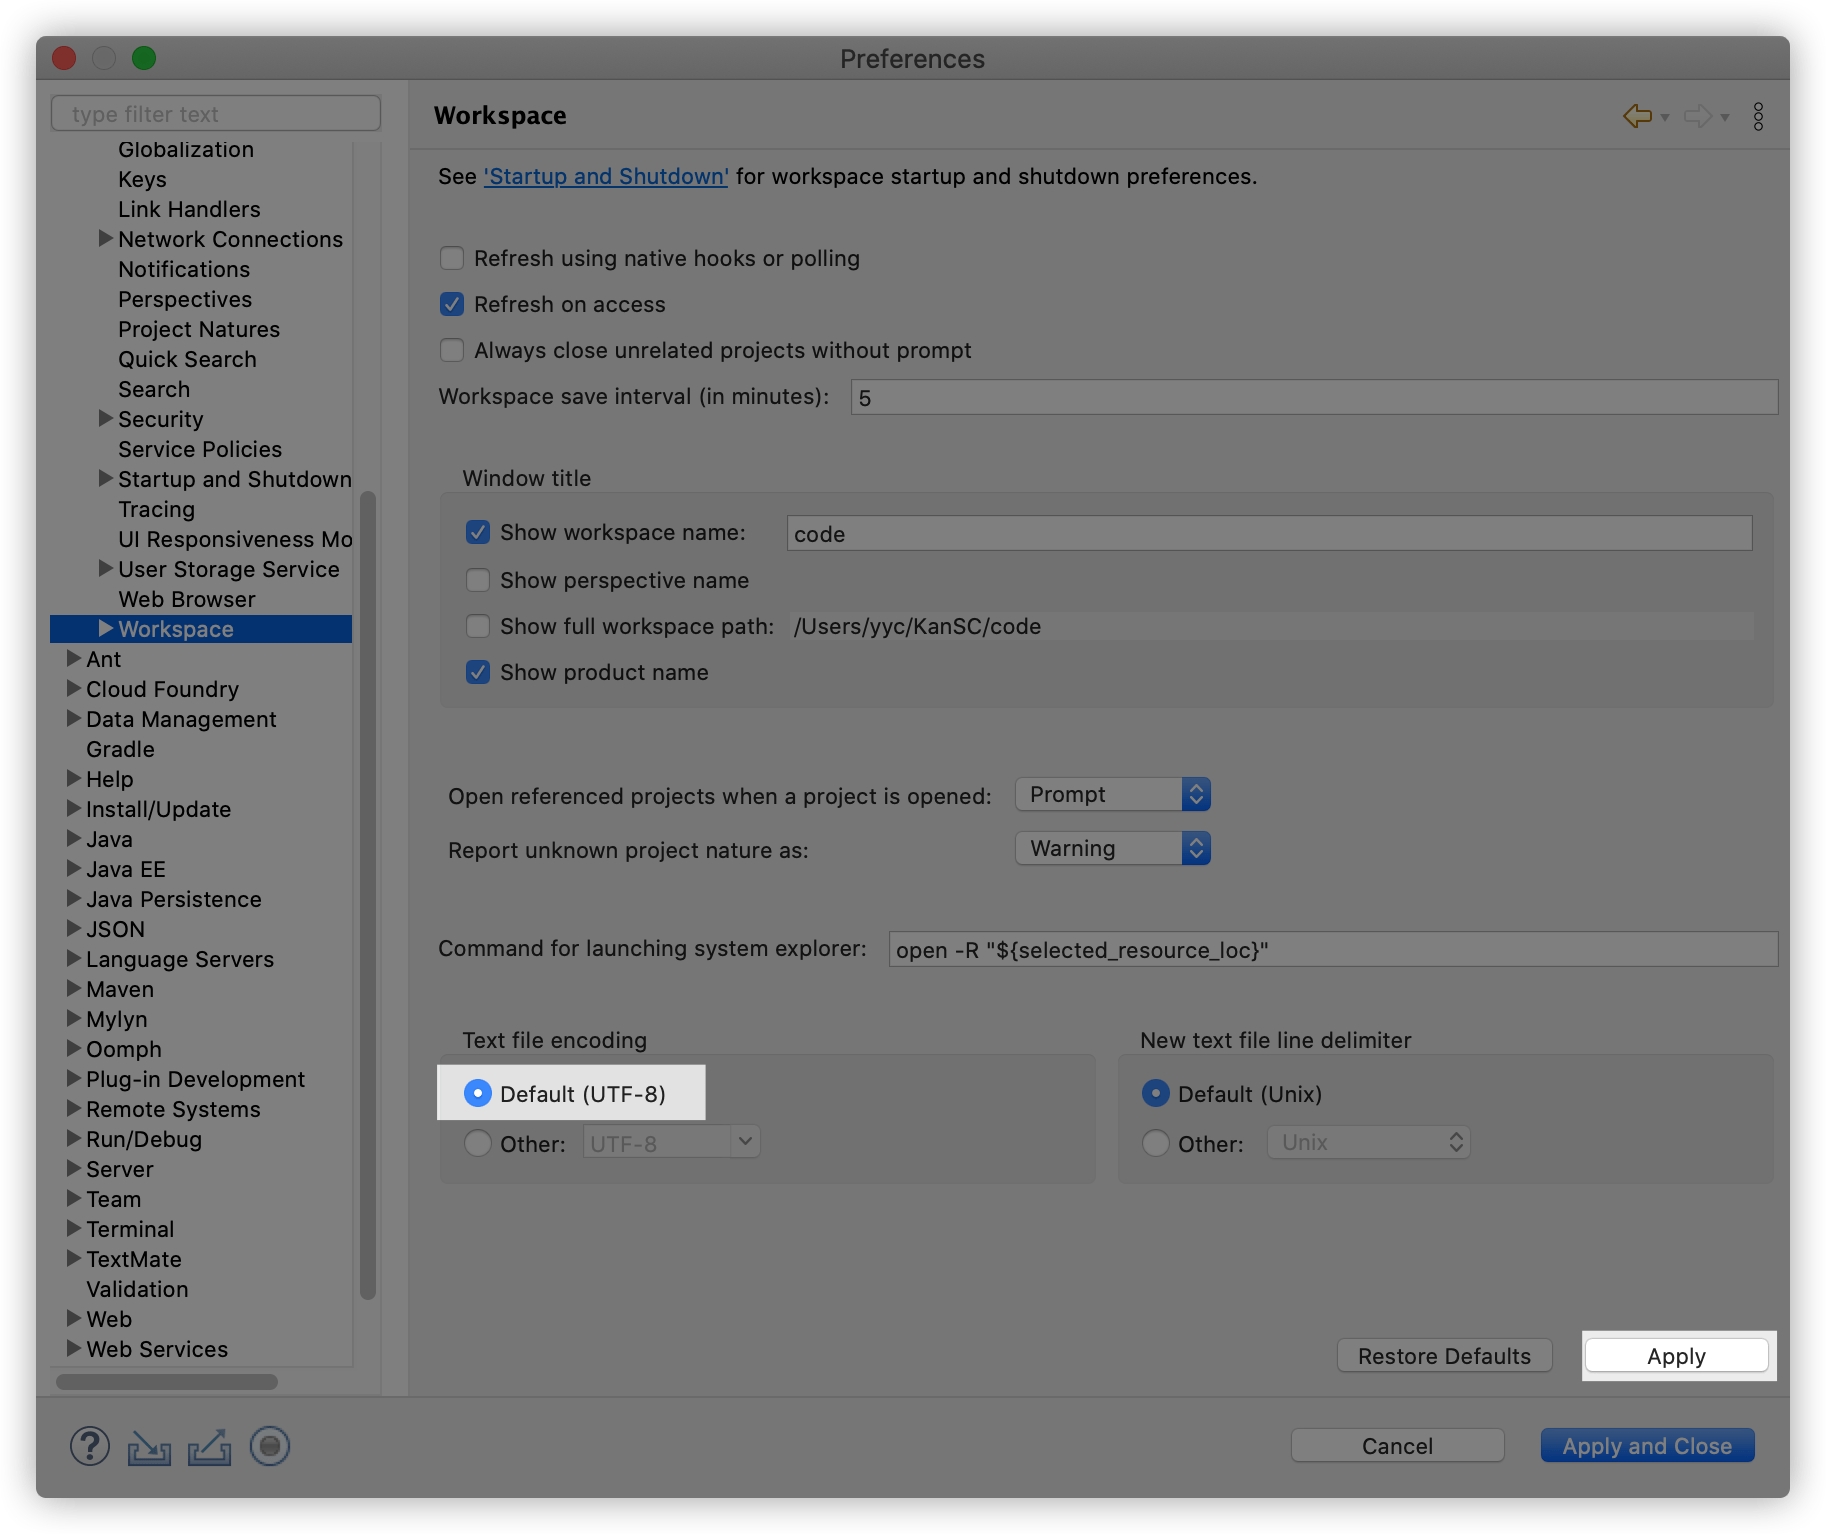 Preferences
type filter text
Globalization
Keys
Link Handlers
Network Connections
Notifications
Perspectives
Project Natures
Quick Search
Search
Security
Service Policies
Startup and Shutdown
Tracing
UI Responsiveness Mo
User Storage Service
Web Browser
Workspace
Ant
Cloud Foundry
Data Management
Gradle
Help
Install/Update
Java
Java EE
Java Persistence
JSON
Language Servers
Maven
Mylyn
Oomph
Plug-in Development
Remote Systems
Run/Debug
Server
Team
Terminal
TextMate
Validation
Web
Web Services
Workspace
See 'Startup and Shutdown' for workspace startup and shutdown preferences.
Refresh using native hooks or polling
Refresh on access
Always close unrelated projects without prompt
Workspace save interval (in minutes): 5
Window title
Show workspace name: code
Show perspective name
Show full workspace path: /Users/yyc/KanSC/code
Show product name
Open referenced projects when a project is opened: Prompt
Report unknown project nature as: Warning
Command for launching system explorer: open -R "${selected_resource_loc}"
Text file encoding
Default (UTF-8)
Other: UTF-8
New text file line delimiter
Default (Unix)
Other: Unix
Restore Defaults
Apply
?
Cancel
Apply and Close